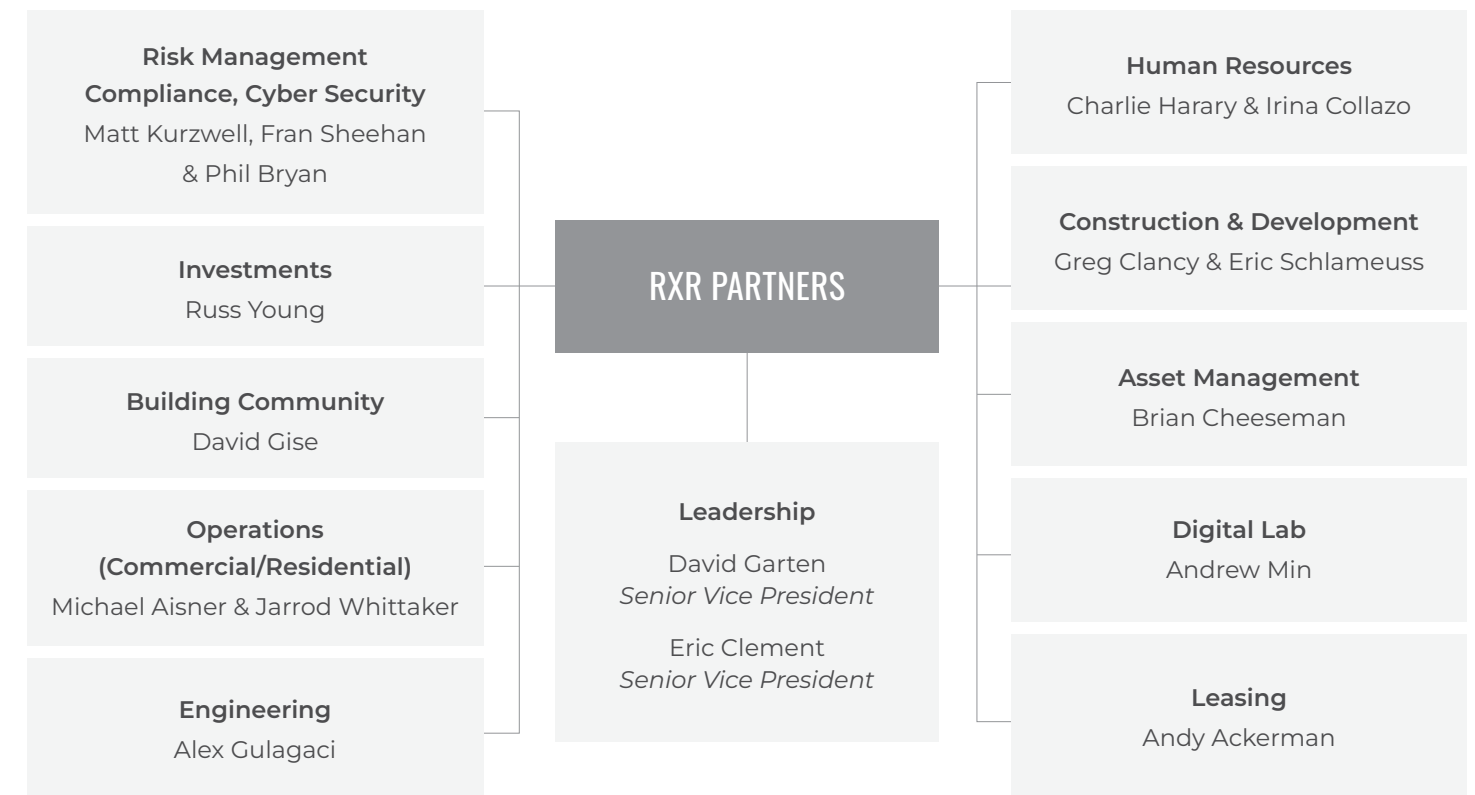 Risk Management
Compliance, Cyber Security
Matt Kurzwell, Fran Sheehan
& Phil Bryan
Investments
Russ Young
Building Community
David Gise
Operations
(Commercial/Residential)
Michael Aisner & Jarrod Whittaker
Engineering
Alex Gulagaci
RXR PARTNERS
Leadership
David Garten
Senior Vice President
Eric Clement
Senior Vice President
Human Resources
Charlie Harary & Irina Collazo
Construction & Development
Greg Clancy & Eric Schlameuss
Asset Management
Brian Cheeseman
Digital Lab
Andrew Min
Leasing
Andy Ackerman